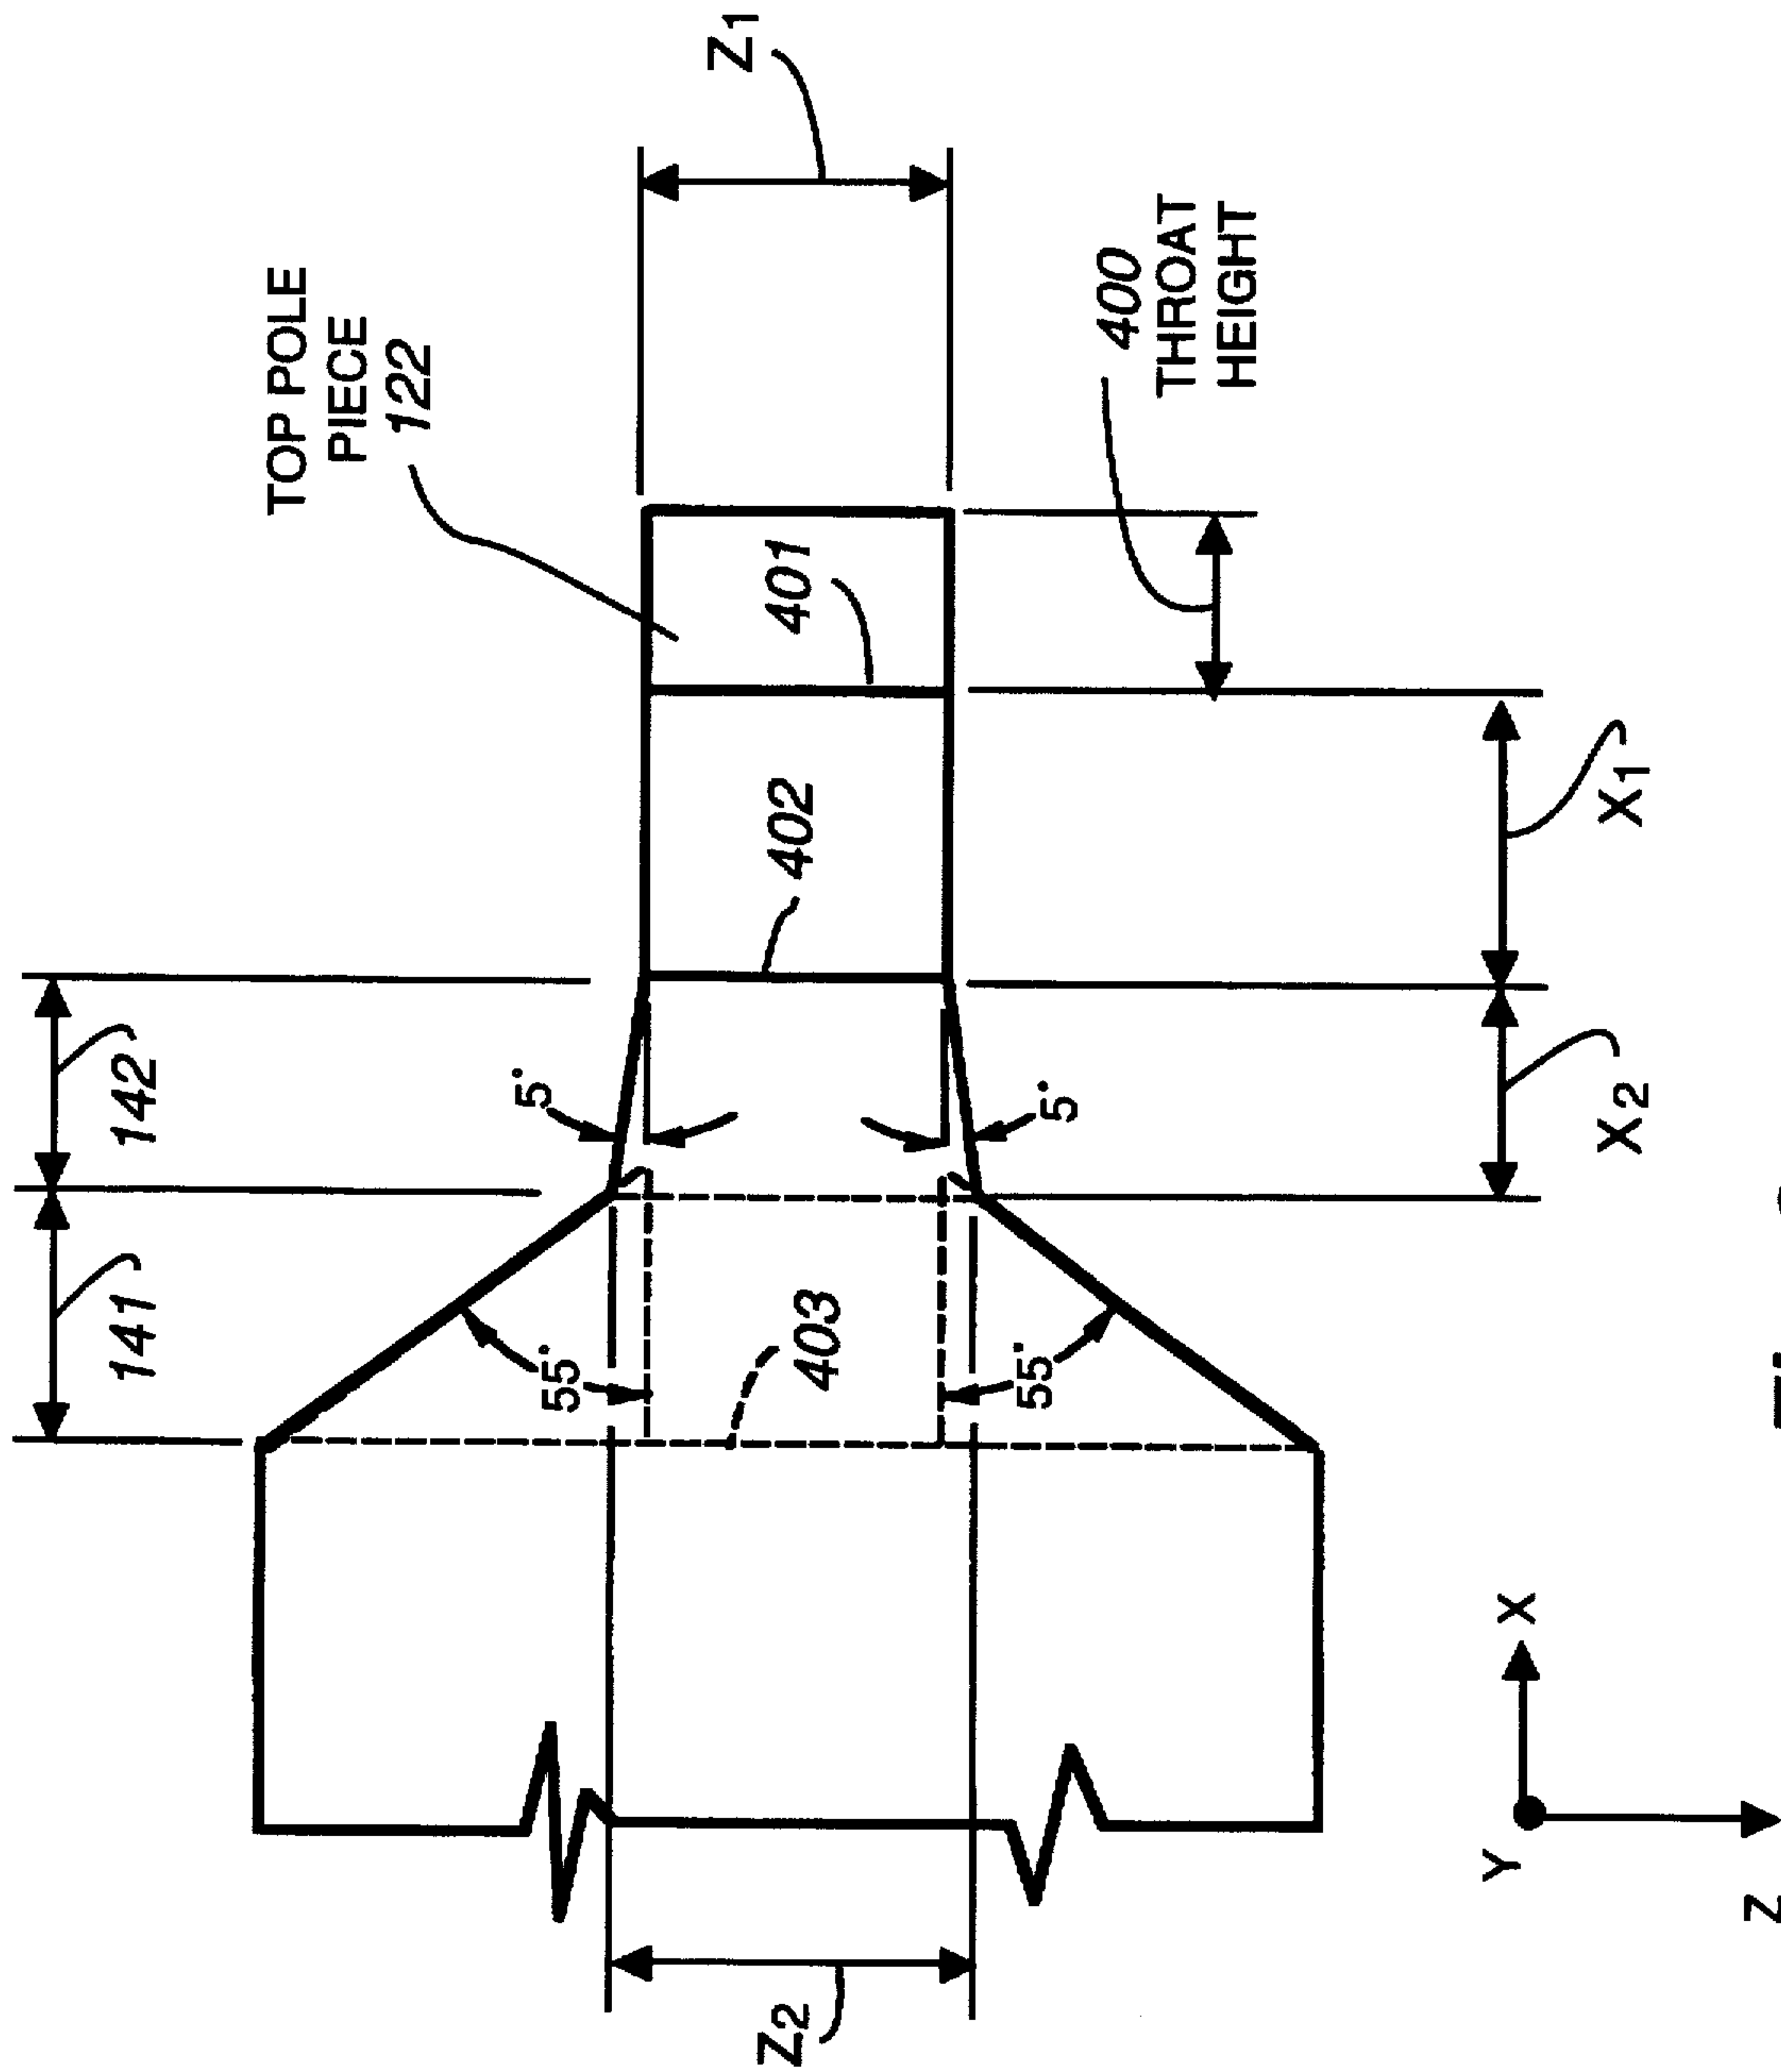 141
142
TOP POLE
PIECE
122
Z1
5°
55°
401
402
403
Z2
5°
55°
400
THROAT
HEIGHT
X2
X1
Y
X
Z